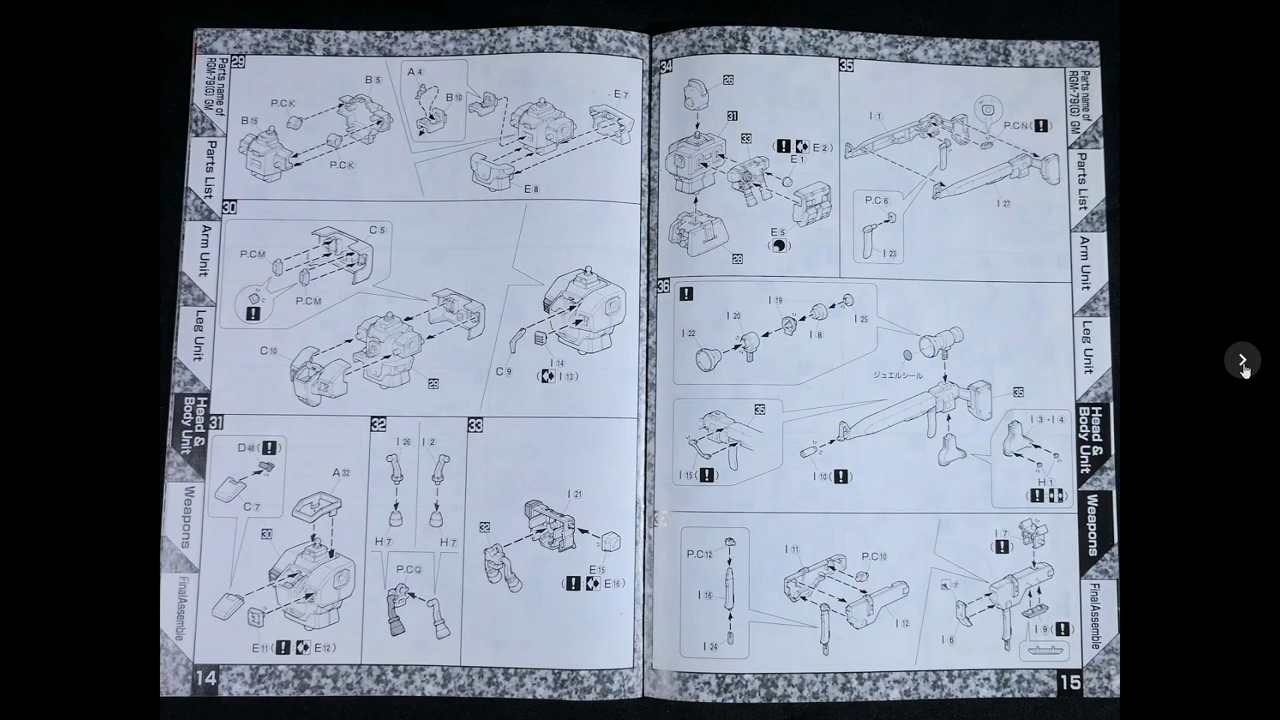 Parts name of
RGM-79(G) GM
Parts List
Arm Unit
Leg Unit
Head &
Body Unit
Weapons
FinalAssemble
29
B15
P.CK
P.CK
B5
A4
B10
E7
E8
30
C5
P.CM
P.CM
C10
29
C9
I14
(I13)
31
D48(!)
C7
A32
30
E11(! E12)
32
I26
I2
H7
H7
P.CQ
33
I21
32
E15
(! E16)
14
34
26
31
33
(! E2)
E1
E5
28
35
I1
P.CN(!)
I27
P.C6
I23
36
!
I19
I20
I22
I8
I25
ジュエルシール
35
35
I15(!)
I10(!)
I3・I4
H1
(!)
P.C12
I16
I24
I11
P.C10
I12
I7
(!)
I6
I9(!)
15
Parts name of
RGM-79(G) GM
Parts List
Arm Unit
Leg Unit
Head &
Body Unit
Weapons
FinalAssemble